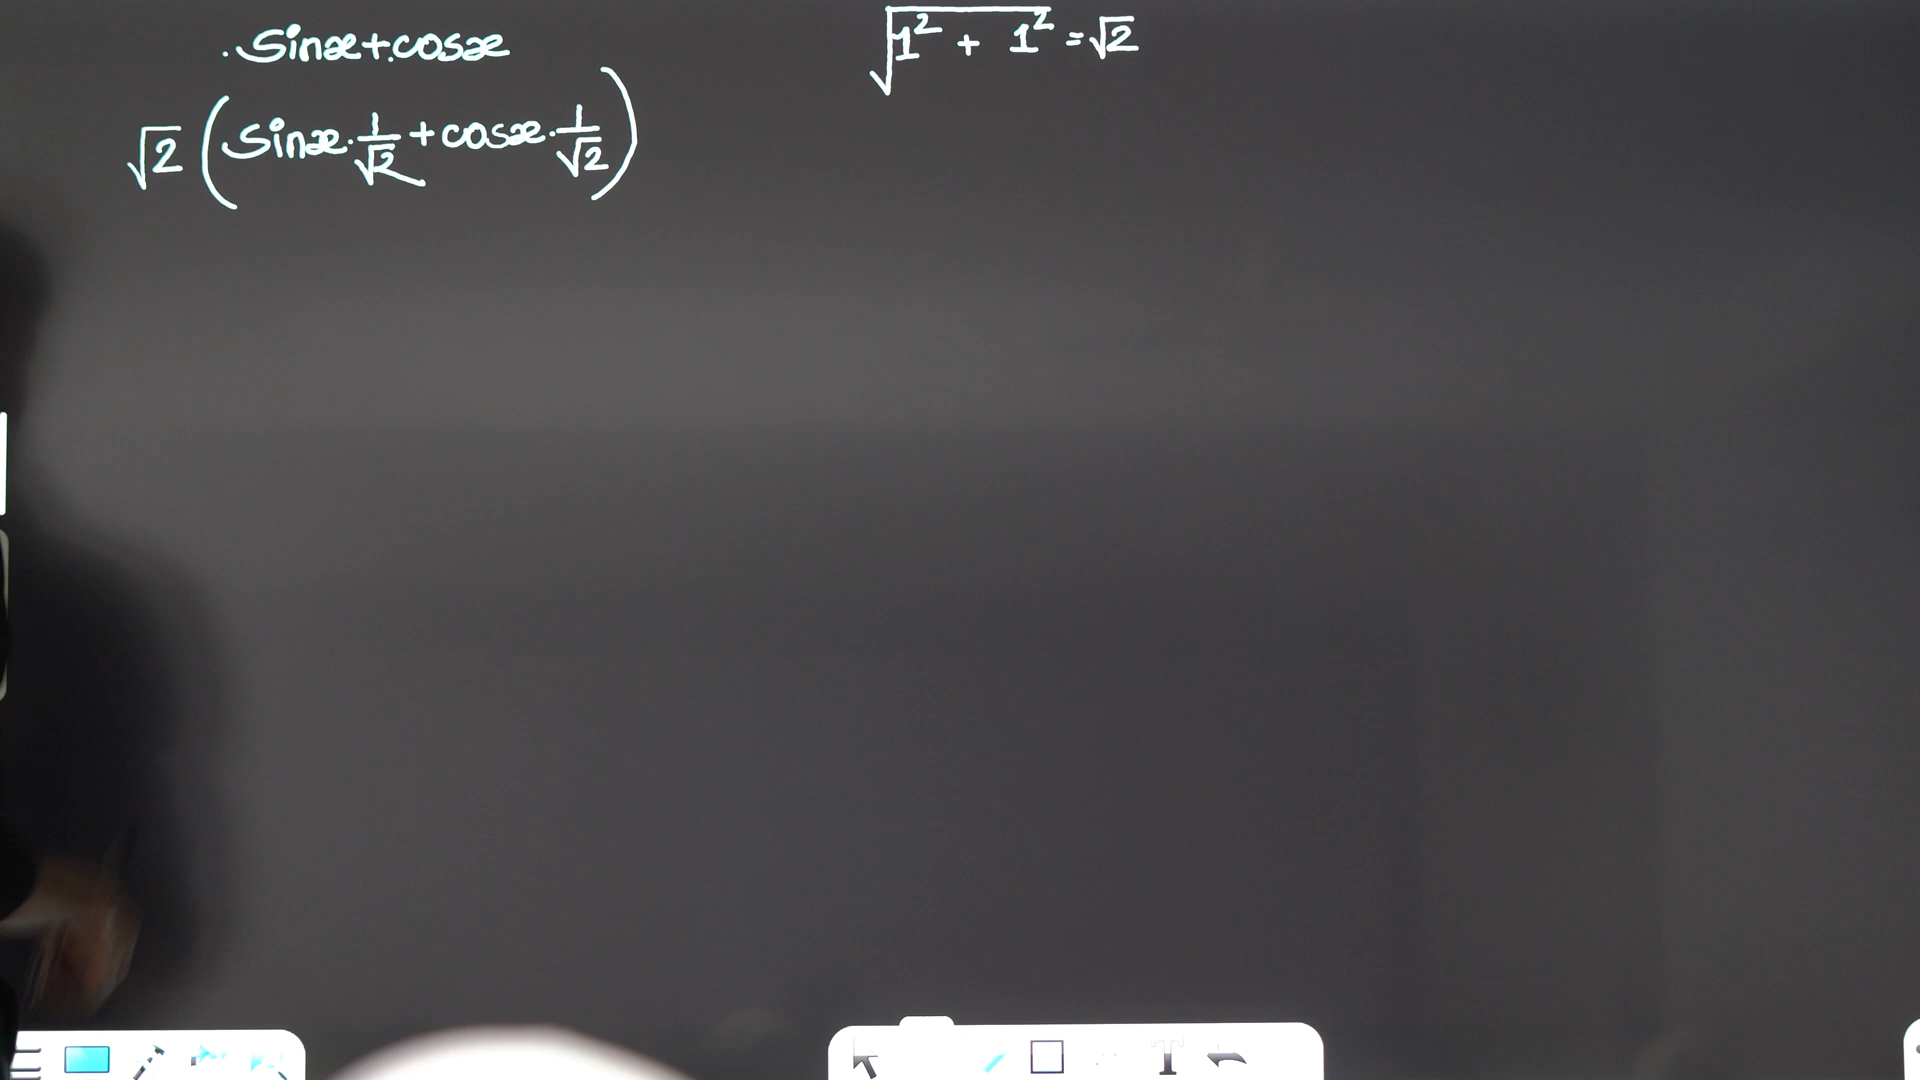 . Sinx+cosx
√2 (Sinx·1/√2+cosx·1/√2)
√(1² + 1²) = √2
T